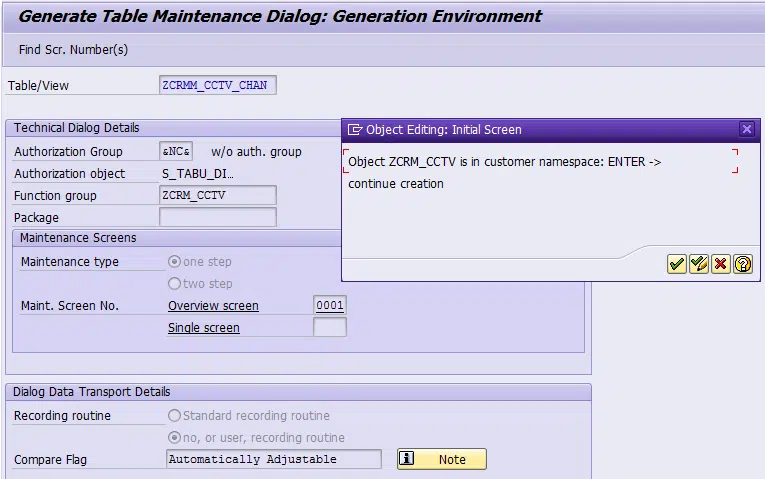 Generate Table Maintenance Dialog: Generation Environment
Find Scr. Number(s)
Table/View ZCRMM_CCTV_CHAN
Technical Dialog Details
Authorization Group &NC& w/o auth. group
Authorization object S_TABU_DI...
Function group ZCRM_CCTV
Package
Maintenance Screens
Maintenance type one step
two step
Maint. Screen No. Overview screen 0001
Single screen
Object Editing: Initial Screen
Object ZCRM_CCTV is in customer namespace: ENTER ->
continue creation
Dialog Data Transport Details
Recording routine Standard recording routine
no, or user, recording routine
Compare Flag Automatically Adjustable Note